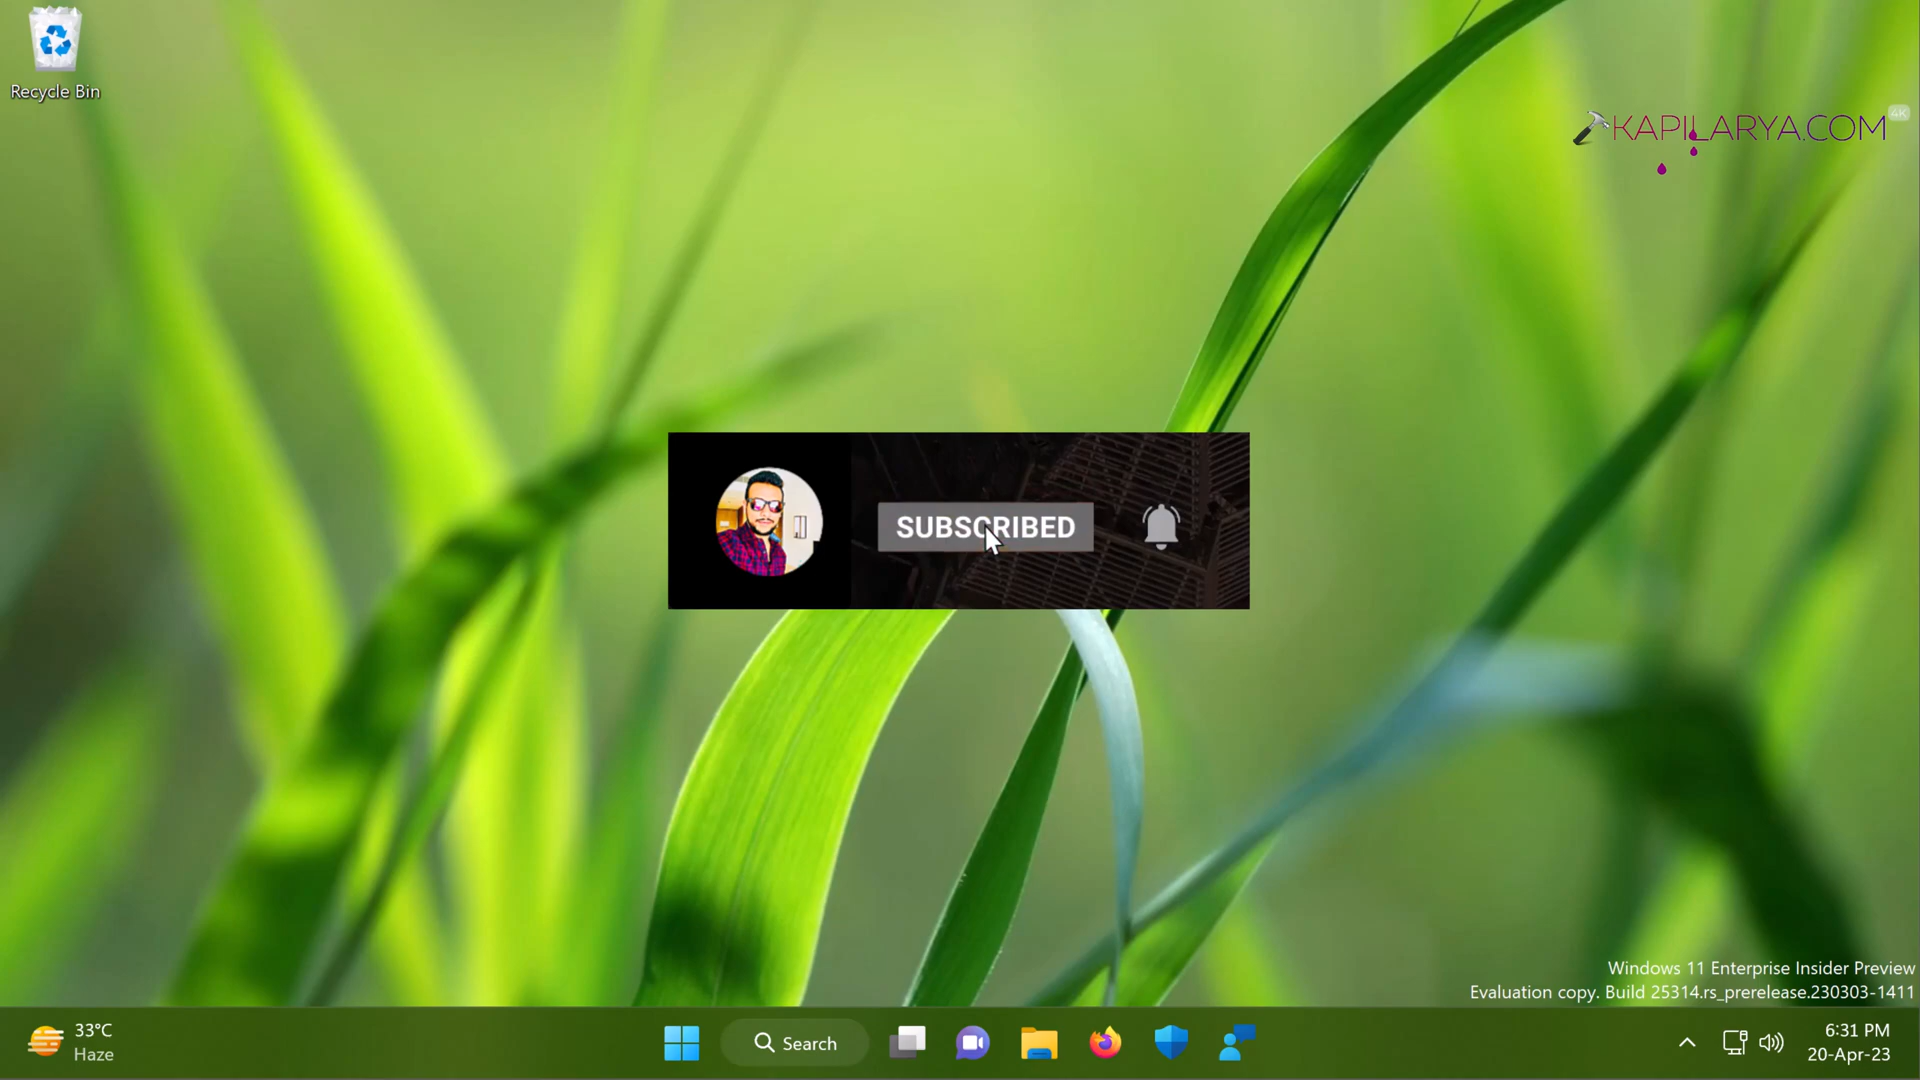 Recycle Bin
KAPILARYA.COM
4K
SUBSCRIBED
Windows 11 Enterprise Insider Preview
Evaluation copy. Build 25314.rs_prerelease.230303-1411
33°C
Haze
Search
6:31 PM
20-Apr-23